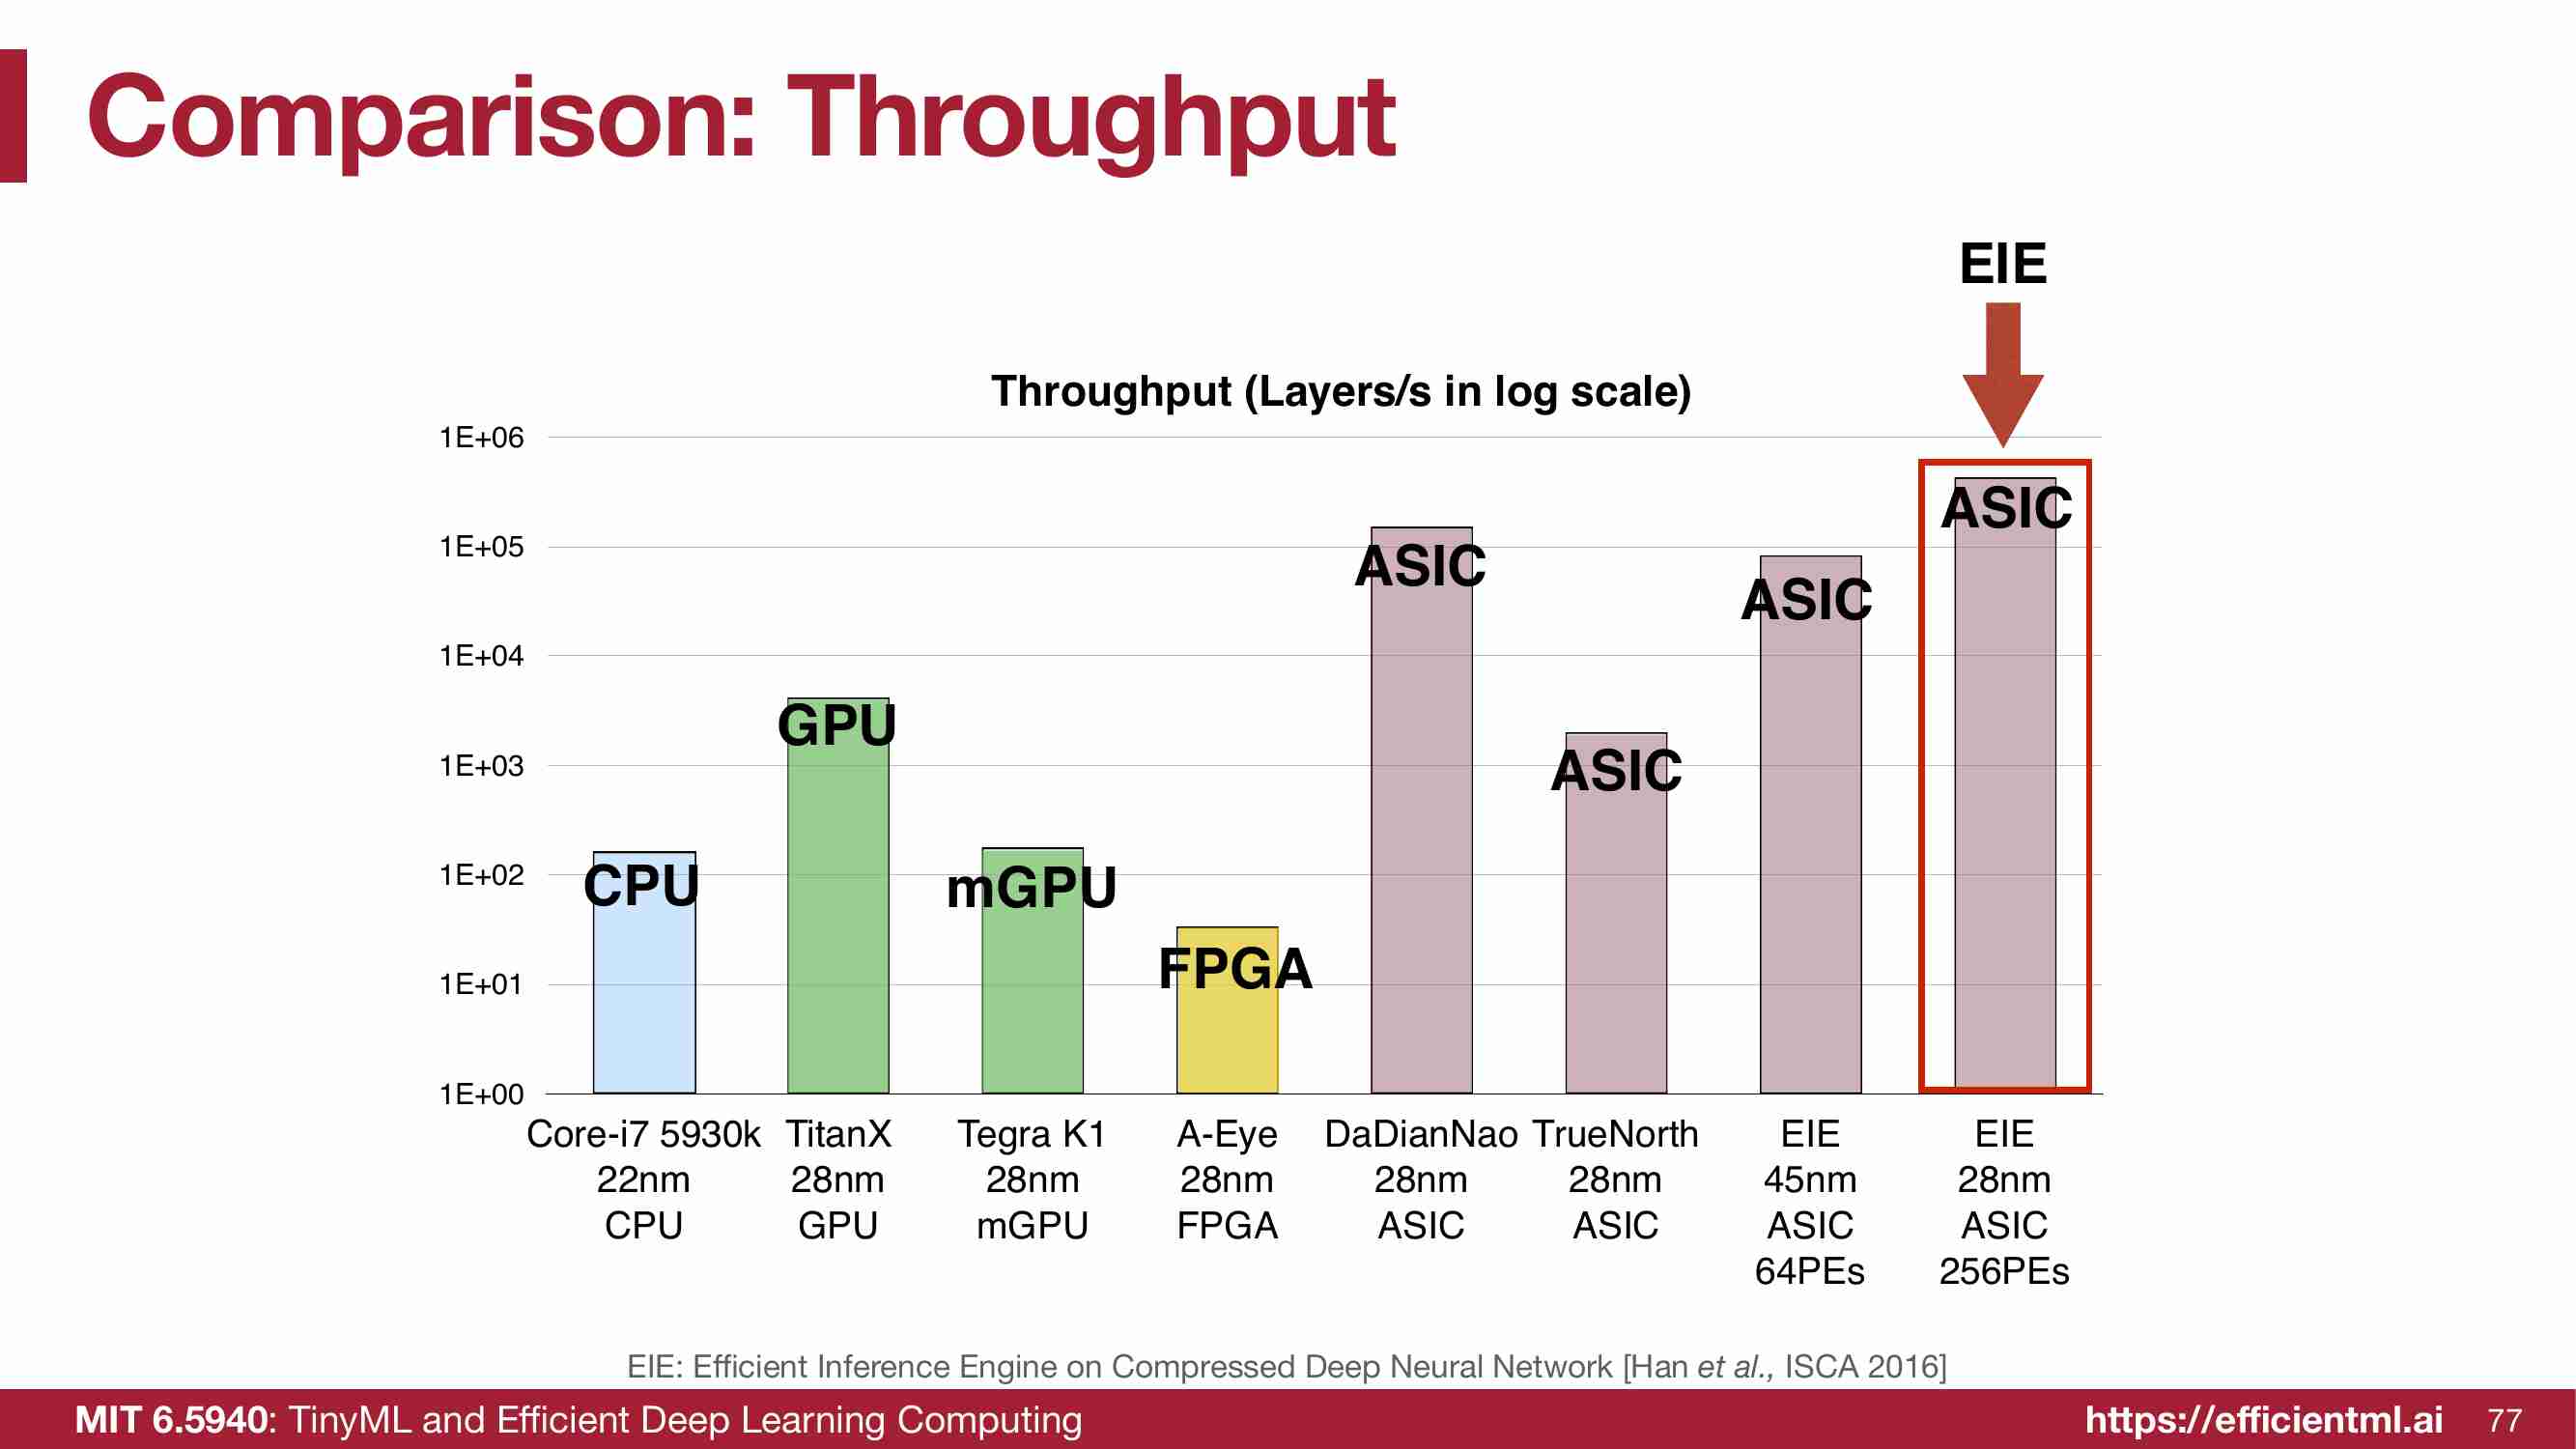 Comparison: Throughput
EIE
Throughput (Layers/s in log scale)
1E+06
1E+05
1E+04
1E+03
1E+02
1E+01
1E+00
CPU
GPU
mGPU
FPGA
ASIC
ASIC
ASIC
ASIC
Core-i7 5930k
22nm
CPU
TitanX
28nm
GPU
Tegra K1
28nm
mGPU
A-Eye
28nm
FPGA
DaDianNao
28nm
ASIC
TrueNorth
28nm
ASIC
EIE
45nm
ASIC
64PEs
EIE
28nm
ASIC
256PEs
EIE: Efficient Inference Engine on Compressed Deep Neural Network [Han et al., ISCA 2016]
MIT 6.5940: TinyML and Efficient Deep Learning Computing
https://efficientml.ai
77